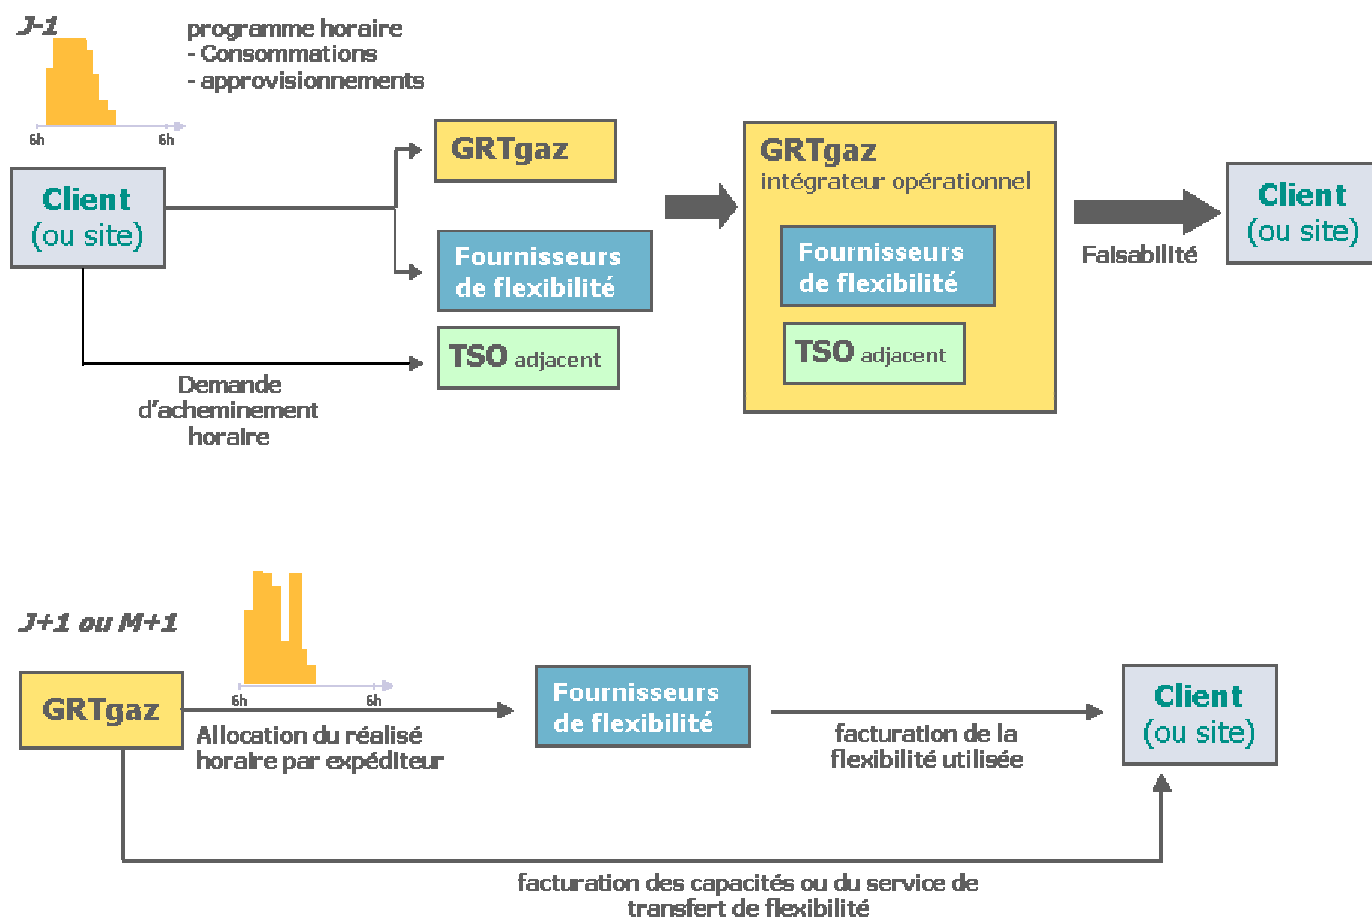 J-1
programme horaire
- Consommations
- approvisionnements
6h
6h
Client
(ou site)
GRTgaz
Fournisseurs
de flexibilité
TSO adjacent
Demande
d'acheminement
horaire
GRTgaz
intégrateur opérationnel
Fournisseurs
de flexibilité
TSO adjacent
Faisabilité
Client
(ou site)
J+1 ou M+1
6h
6h
GRTgaz
Allocation du réalisé
horaire par expéditeur
Fournisseurs
de flexibilité
facturation de la
flexibilité utilisée
Client
(ou site)
facturation des capacités ou du service de
transfert de flexibilité